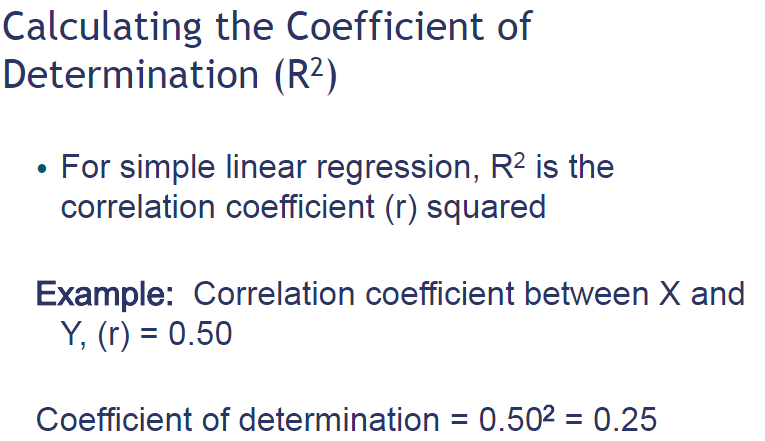 Calculating the Coefficient of
Determination (R²)
• For simple linear regression, R² is the
correlation coefficient (r) squared
Example: Correlation coefficient between X and
Y, (r) = 0.50
Coefficient of determination = 0.50² = 0.25